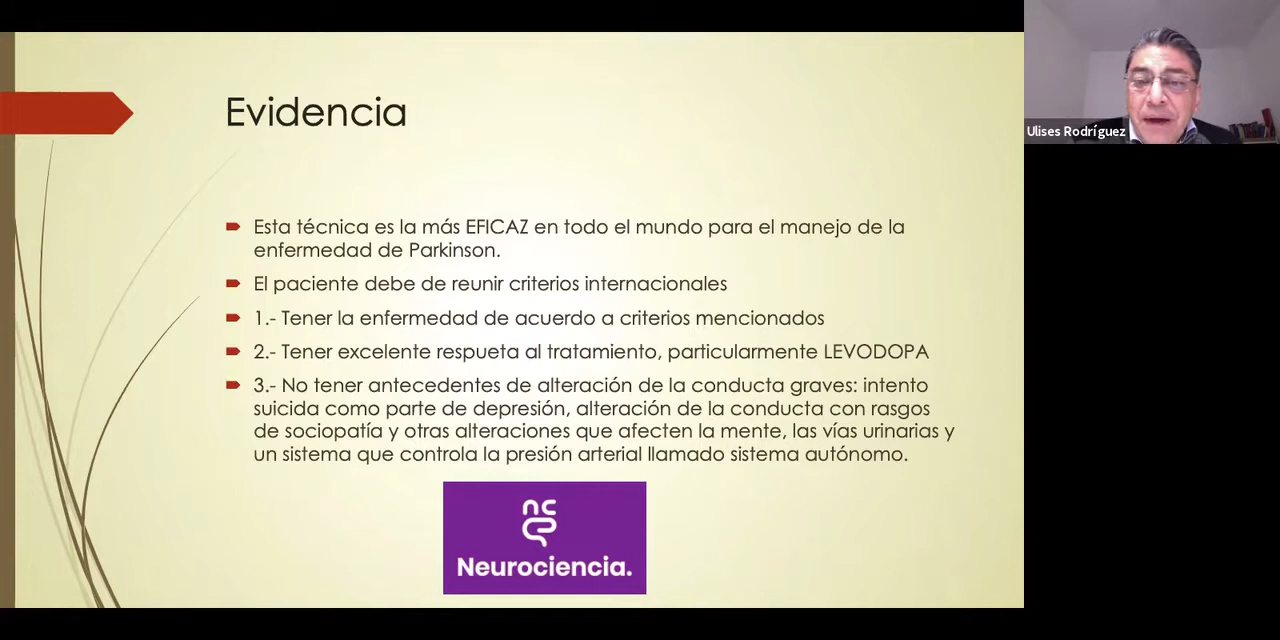 Evidencia
Esta técnica es la más EFICAZ en todo el mundo para el manejo de la
enfermedad de Parkinson.
El paciente debe de reunir criterios internacionales
1.- Tener la enfermedad de acuerdo a criterios mencionados
2.- Tener excelente respueta al tratamiento, particularmente LEVODOPA
3.- No tener antecedentes de alteración de la conducta graves: intento
suicida como parte de depresión, alteración de la conducta con rasgos
de sociopatía y otras alteraciones que afecten la mente, las vías urinarias y
un sistema que controla la presión arterial llamado sistema autónomo.
nc
Neurociencia.
Ulises Rodríguez